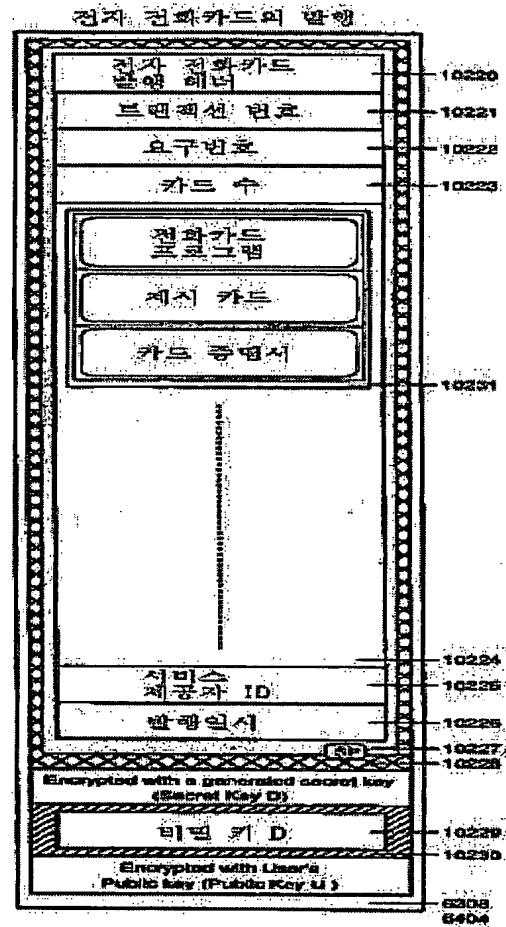 전자 전화카드의 발행
전자 전화카드
발행 헤더
10220
트랜잭션 번호
10221
요구번호
10222
카드 수
10223
전화카드
프로그램
제시 카드
카드 증명서
10231
10224
서비스
제공자 ID
10225
발행일시
10226
SP
10227
10228
Encrypted with a generated secret key
(Secret Key D)
비밀 키 D
10229
10230
Encrypted with User's
Public key (Public Key U )
6303
6404